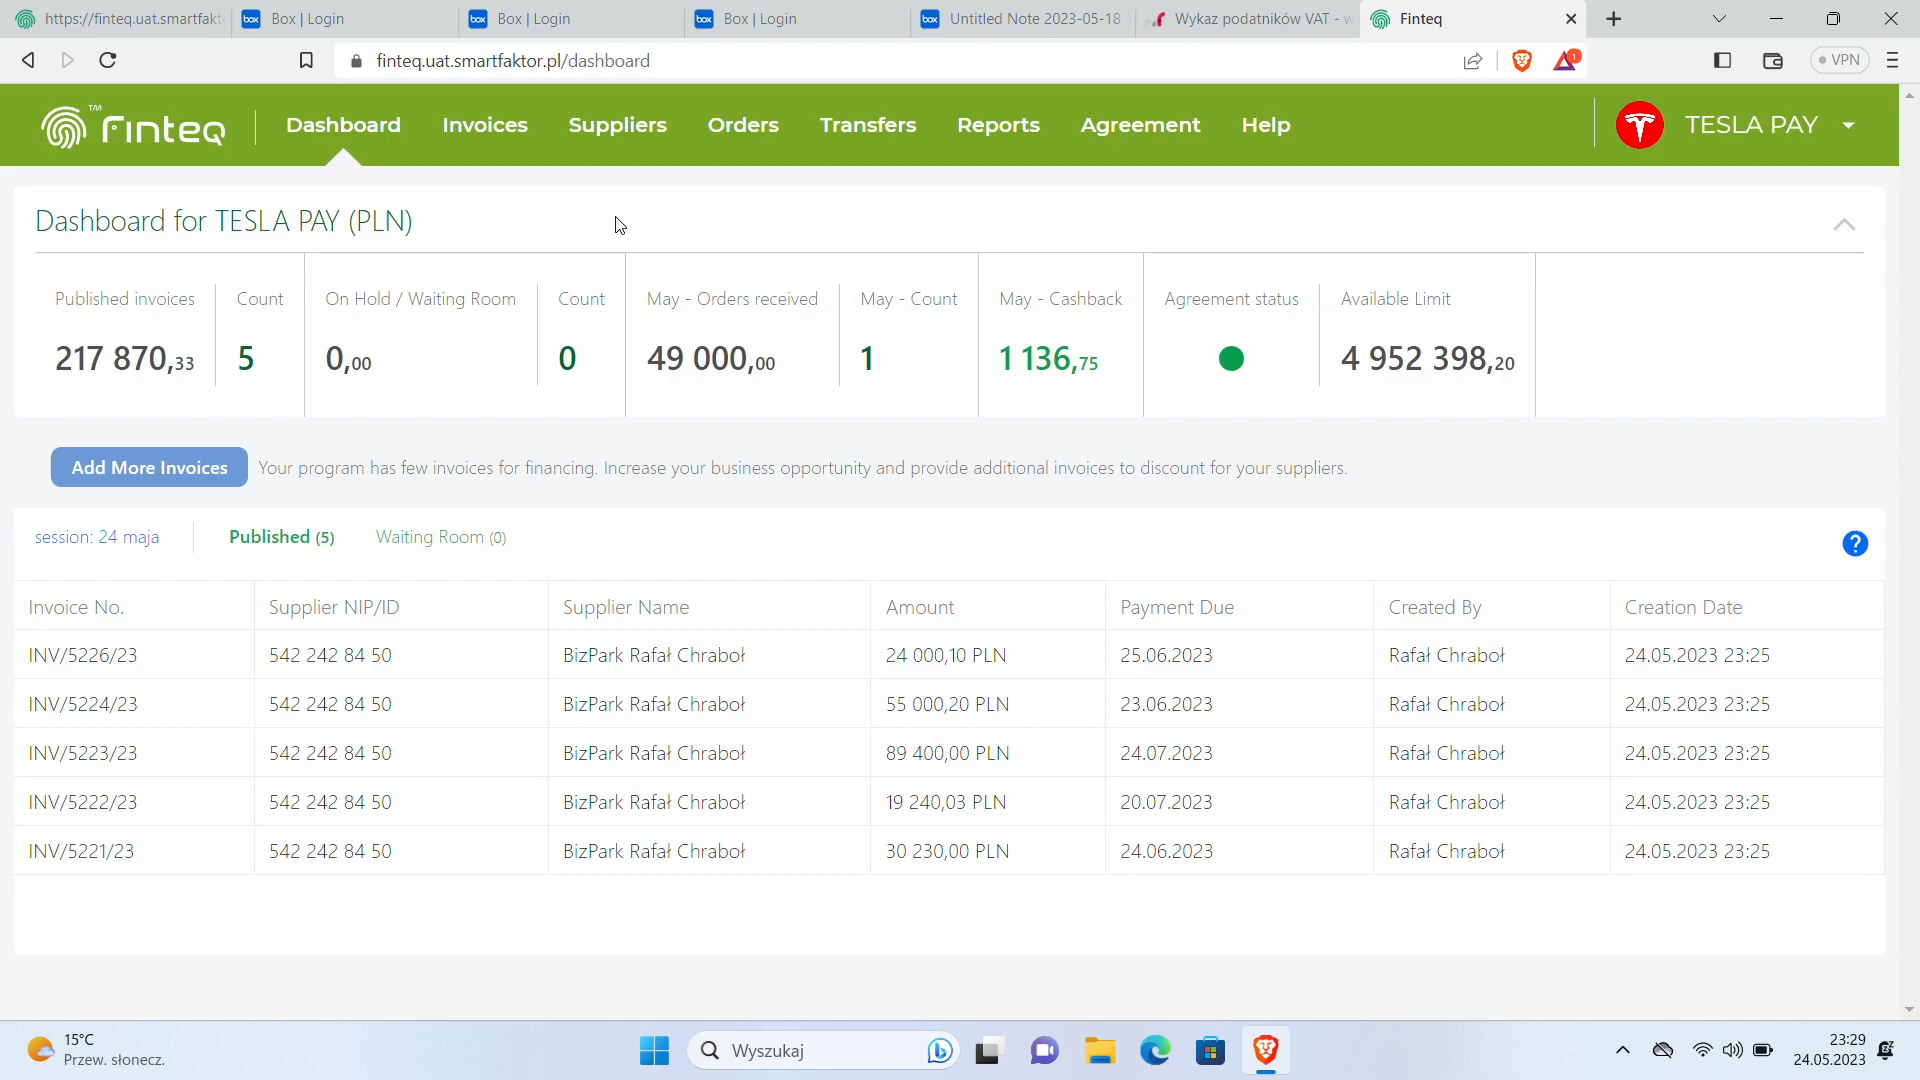 https://finteq.uat.smartfakt
Box | Login
Box | Login
Box | Login
Untitled Note 2023-05-18
Wykaz podatników VAT - w
Finteq
finteq.uat.smartfaktor.pl/dashboard
1
VPN
finteq™
Dashboard
Invoices
Suppliers
Orders
Transfers
Reports
Agreement
Help
TESLA PAY
Dashboard for TESLA PAY (PLN)
Published invoices Count On Hold / Waiting Room Count May - Orders received May - Count May - Cashback Agreement status Available Limit
217 870,33 5 0,00 0 49 000,00 1 1 136,75 4 952 398,20
Add More Invoices Your program has few invoices for financing. Increase your business opportunity and provide additional invoices to discount for your suppliers.
session: 24 maja Published (5) Waiting Room (0) ?
Invoice No. Supplier NIP/ID Supplier Name Amount Payment Due Created By Creation Date
INV/5226/23 542 242 84 50 BizPark Rafał Chraboł 24 000,10 PLN 25.06.2023 Rafał Chraboł 24.05.2023 23:25
INV/5224/23 542 242 84 50 BizPark Rafał Chraboł 55 000,20 PLN 23.06.2023 Rafał Chraboł 24.05.2023 23:25
INV/5223/23 542 242 84 50 BizPark Rafał Chraboł 89 400,00 PLN 24.07.2023 Rafał Chraboł 24.05.2023 23:25
INV/5222/23 542 242 84 50 BizPark Rafał Chraboł 19 240,03 PLN 20.07.2023 Rafał Chraboł 24.05.2023 23:25
INV/5221/23 542 242 84 50 BizPark Rafał Chraboł 30 230,00 PLN 24.06.2023 Rafał Chraboł 24.05.2023 23:25
15°C
Przew. słonecz.
Wyszukaj
23:29
24.05.2023